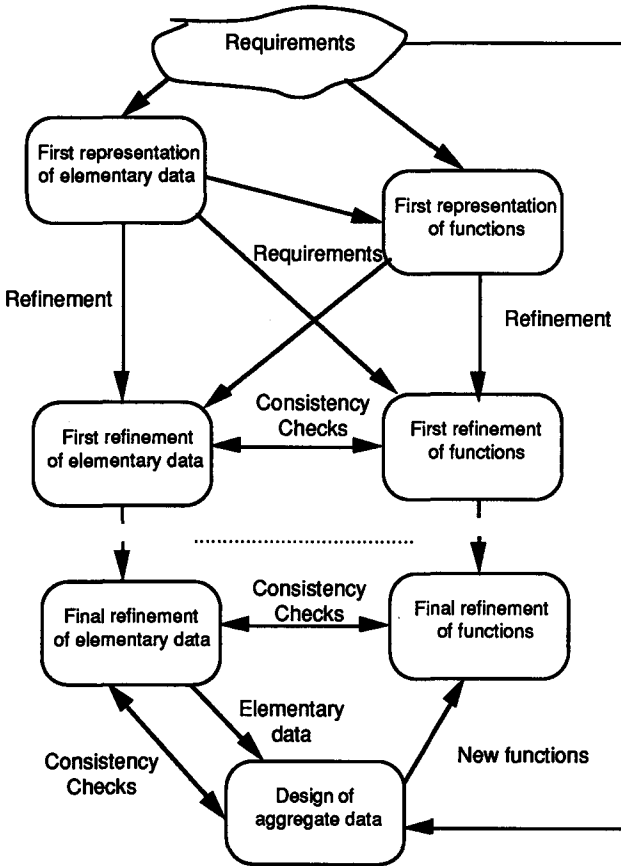 Requirements
First representation
of elementary data
First representation
of functions
Requirements
Refinement
Refinement
Consistency
Checks
First refinement
of elementary data
First refinement
of functions
Consistency
Checks
Final refinement
of elementary data
Final refinement
of functions
Elementary
data
Consistency
Checks
New functions
Design of
aggregate data